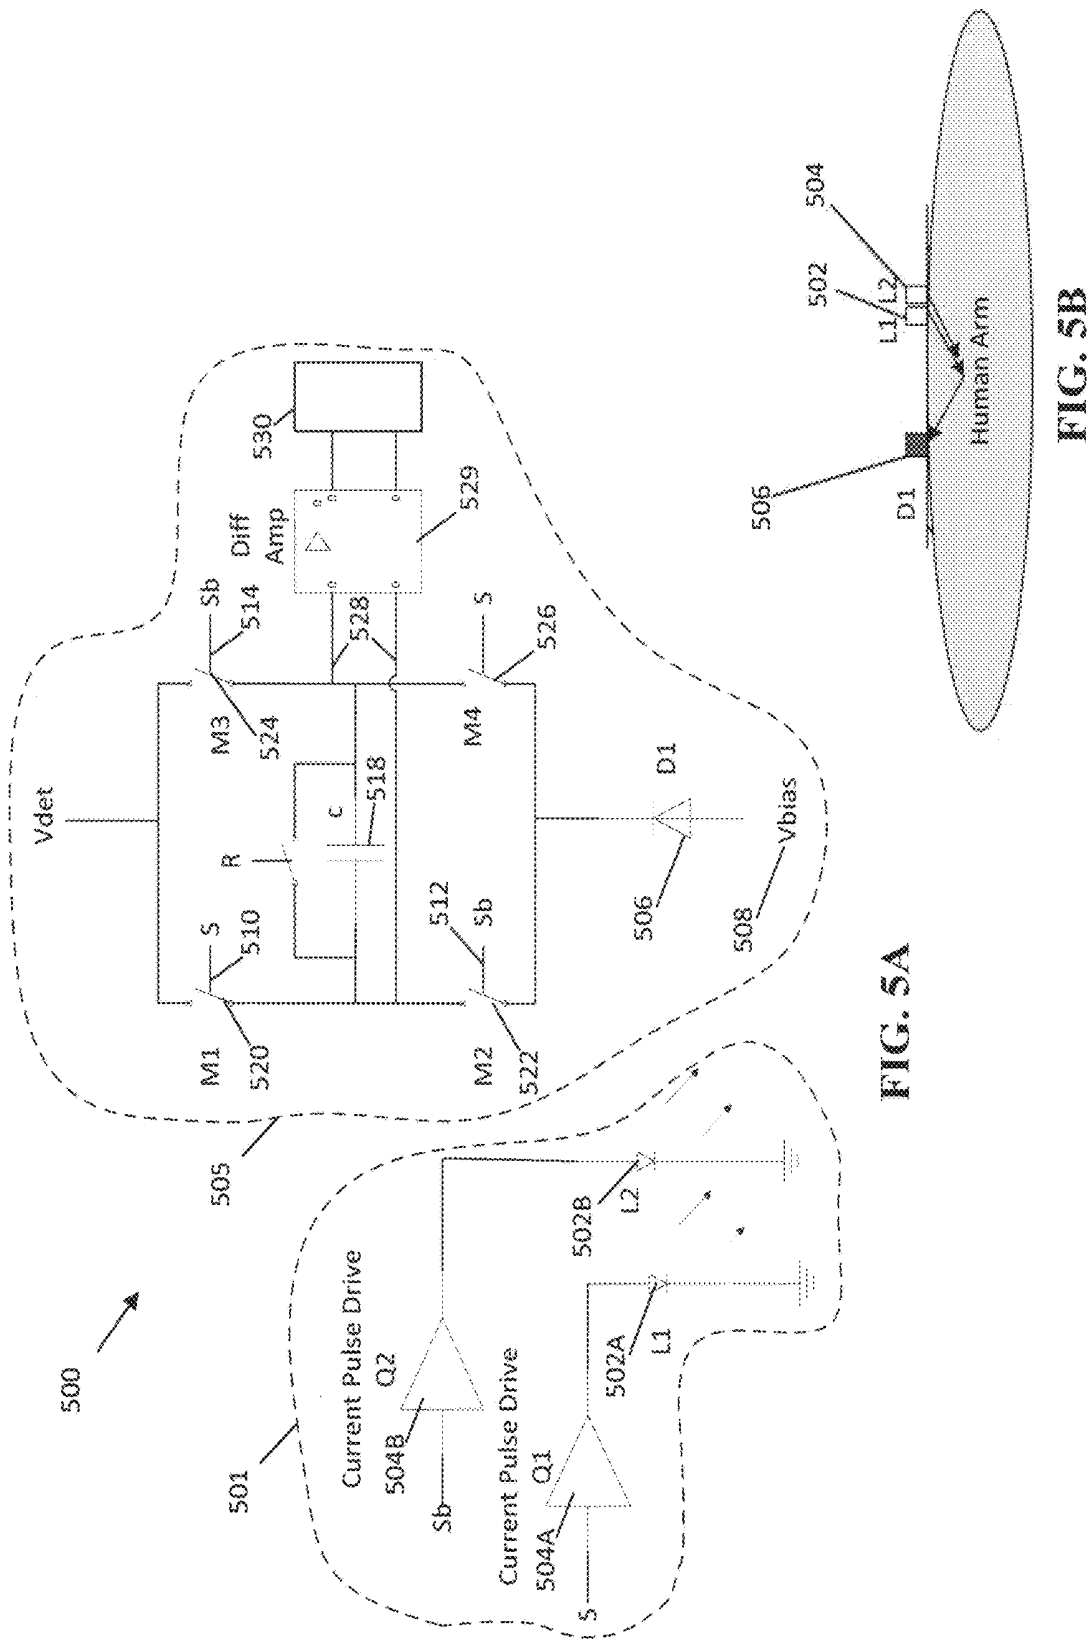 500
501
Current Pulse Drive
Q2
504B
Sb
Current Pulse Drive
Q1
504A
S
502B
L2
502A
L1
505
Vdet
M1
S
510
520
R
C
518
M3
Sb
514
524
Diff
Amp
530
528
529
M2
Sb
512
522
M4
S
526
D1
506
508
Vbias
FIG. 5A
506
D1
502
504
L1/L2
Human Arm
FIG. 5B